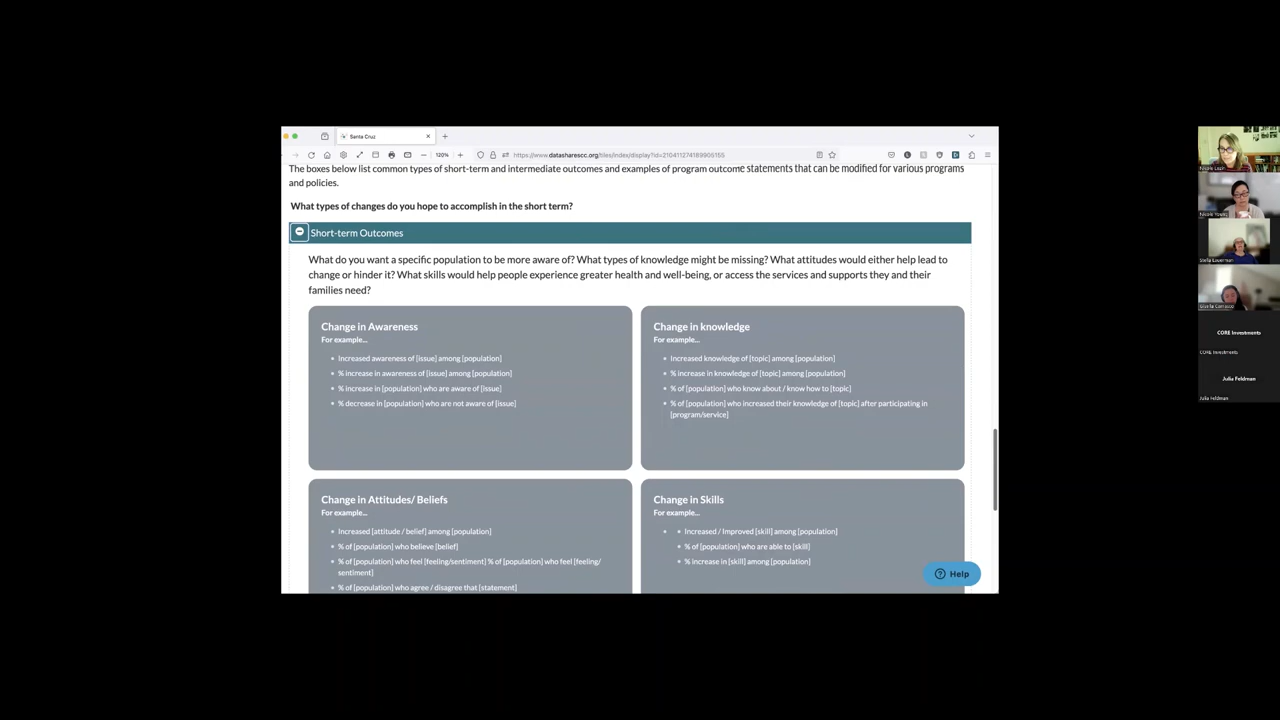 Santa Cruz
120%
https://www.datasharescc.org/tiles/index/display?id=210411274189905155
The boxes below list common types of short-term and intermediate outcomes and examples of program outcome statements that can be modified for various programs
and policies.
What types of changes do you hope to accomplish in the short term?
Short-term Outcomes
What do you want a specific population to be more aware of? What types of knowledge might be missing? What attitudes would either help lead to
change or hinder it? What skills would help people experience greater health and well-being, or access the services and supports they and their
families need?
Change in Awareness
For example...
Increased awareness of [issue] among [population]
% increase in awareness of [issue] among [population]
% increase in [population] who are aware of [issue]
% decrease in [population] who are not aware of [issue]
Change in knowledge
For example...
Increased knowledge of [topic] among [population]
% increase in knowledge of [topic] among [population]
% of [population] who know about / know how to [topic]
% of [population] who increased their knowledge of [topic] after participating in
[program/service]
Change in Attitudes/ Beliefs
For example...
Increased [attitude / belief] among [population]
% of [population] who believe [belief]
% of [population] who feel [feeling/sentiment] % of [population] who feel [feeling/
sentiment]
% of [population] who agree / disagree that [statement]
Change in Skills
For example...
Increased / Improved [skill] among [population]
% of [population] who are able to [skill]
% increase in [skill] among [population]
Help
Nicole Young
Stella Lauerman
CORE Investments
CORE Investments
Julia Feldman
Julia Feldman